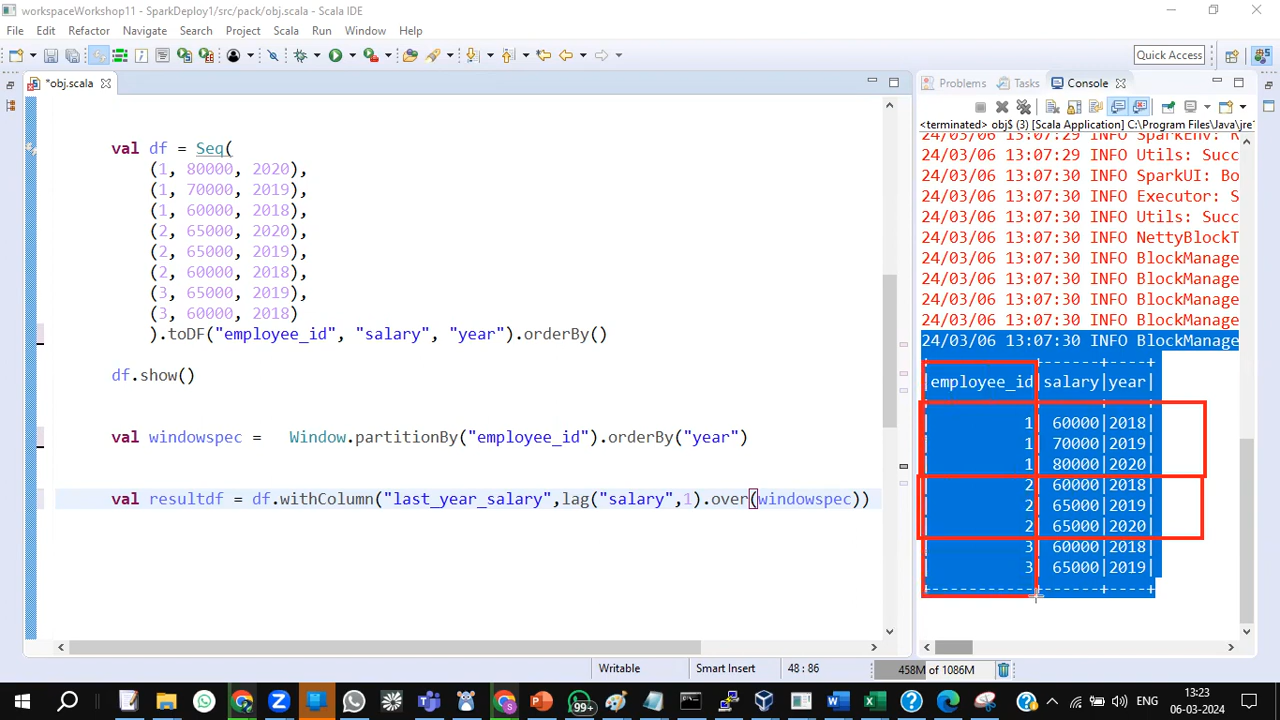 workspaceWorkshop11 - SparkDeploy1/src/pack/obj.scala - Scala IDE
File Edit Refactor Navigate Search Project Scala Run Window Help
Quick Access
*obj.scala
val df = Seq(
(1, 80000, 2020),
(1, 70000, 2019),
(1, 60000, 2018),
(2, 65000, 2020),
(2, 65000, 2019),
(2, 60000, 2018),
(3, 65000, 2019),
(3, 60000, 2018)
).toDF("employee_id", "salary", "year").orderBy()
df.show()
val windowspec = Window.partitionBy("employee_id").orderBy("year")
val resultdf = df.withColumn("last_year_salary",lag("salary",1).over(windowspec))
Problems Tasks Console
<terminated> obj$ (3) [Scala Application] C:\Program Files\Java\jre1
24/03/06 13:07:29 INFO SparkEnv: R
24/03/06 13:07:29 INFO Utils: Succ
24/03/06 13:07:30 INFO SparkUI: Bo
24/03/06 13:07:30 INFO Executor: S
24/03/06 13:07:30 INFO Utils: Succ
24/03/06 13:07:30 INFO NettyBlockT
24/03/06 13:07:30 INFO BlockManage
24/03/06 13:07:30 INFO BlockManage
24/03/06 13:07:30 INFO BlockManage
24/03/06 13:07:30 INFO BlockManage
24/03/06 13:07:30 INFO BlockManage
+-----------+------+----+
|employee_id|salary|year|
+-----------+------+----+
| 1| 60000|2018|
| 1| 70000|2019|
| 1| 80000|2020|
| 2| 60000|2018|
| 2| 65000|2019|
| 2| 65000|2020|
| 3| 60000|2018|
| 3| 65000|2019|
+-----------+------+----+
Writable Smart Insert 48 : 86 458M of 1086M
99+
ENG
13:23
06-03-2024